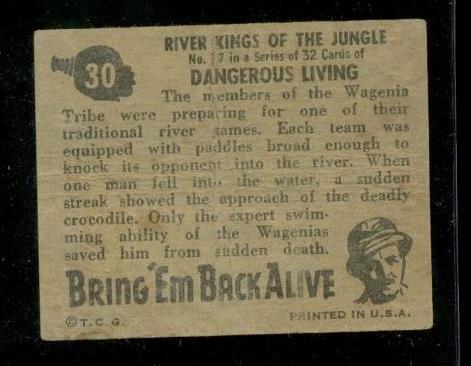 30
RIVER KINGS OF THE JUNGLE
No. 17 in a Series of 32 Cards of
DANGEROUS LIVING
The members of the Wagenia
Tribe were preparing for one of their
traditional river games. Each team was
equipped with paddles broad enough to
knock its opponent into the river. When
one man fell into the water, a sudden
streak showed the approach of the deadly
crocodile. Only the expert swim-
ming ability of the Wagenias
saved him from sudden death.
BRING 'EM BACK ALIVE
© T. C. G.
PRINTED IN U.S.A.